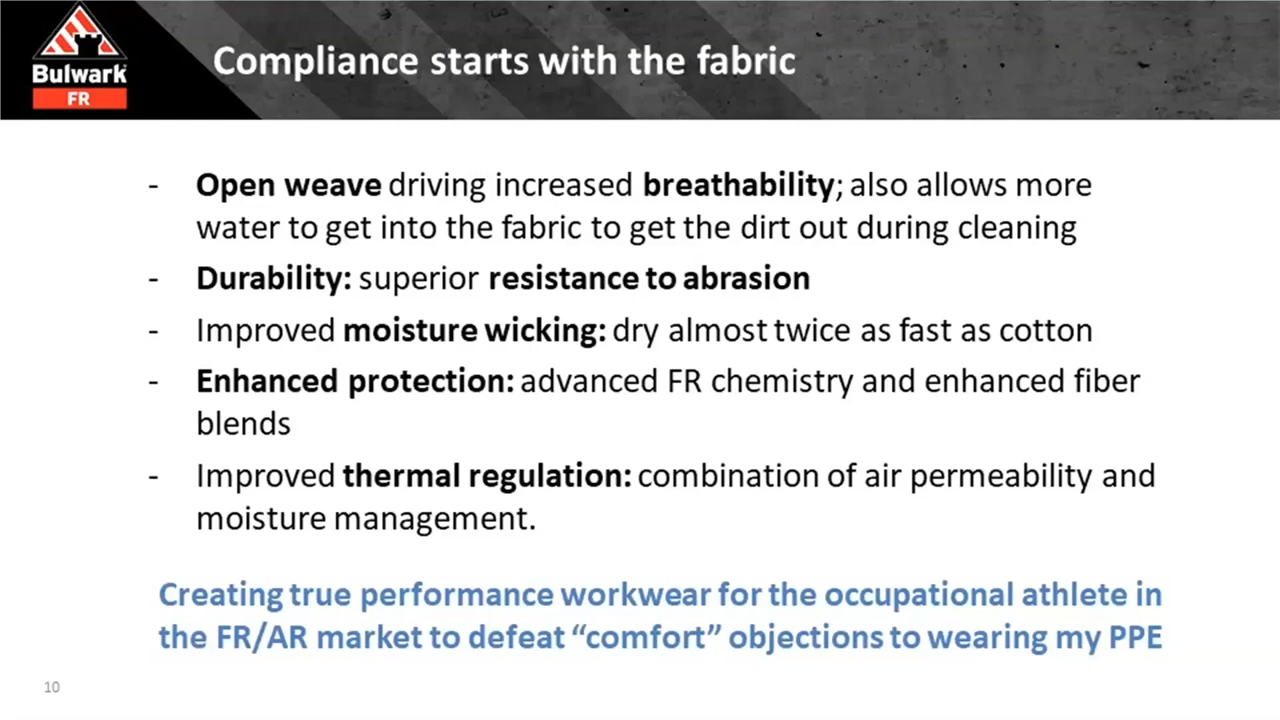 Bulwark
FR
Compliance starts with the fabric
- Open weave driving increased breathability; also allows more
water to get into the fabric to get the dirt out during cleaning
- Durability: superior resistance to abrasion
- Improved moisture wicking: dry almost twice as fast as cotton
- Enhanced protection: advanced FR chemistry and enhanced fiber
blends
- Improved thermal regulation: combination of air permeability and
moisture management.
Creating true performance workwear for the occupational athlete in
the FR/AR market to defeat “comfort” objections to wearing my PPE
10